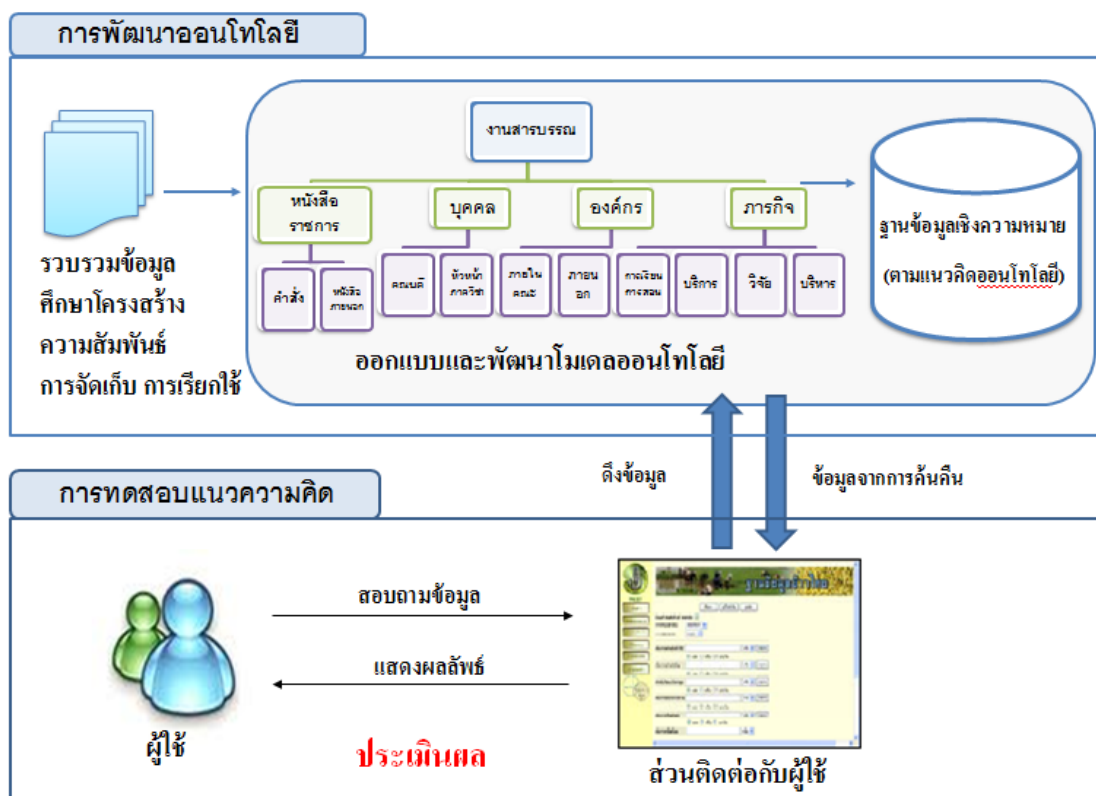 การพัฒนาออนโทโลยี
งานสารบรรณ
หนังสือ
ราชการ
บุคคล
องค์กร
ภารกิจ
คำสั่ง
หนังสือ
ภายนอก
คณบดี
หัวหน้า
ภาควิชา
ภายใน
คณะ
ภายน
อก
การเรียน
การสอน
บริการ
วิจัย
บริหาร
ฐานข้อมูลเชิงความหมาย
(ตามแนวคิดออนโทโลยี)
รวบรวมข้อมูล
ศึกษาโครงสร้าง
ความสัมพันธ์
การจัดเก็บ การเรียกใช้
ออกแบบและพัฒนาโมเดลออนโทโลยี
ดึงข้อมูล
ข้อมูลจากการค้นคืน
การทดสอบแนวความคิด
สอบถามข้อมูล
แสดงผลลัพธ์
ผู้ใช้
ประเมินผล
ฐานข้อมูลข้าวไทย
ส่วนติดต่อกับผู้ใช้